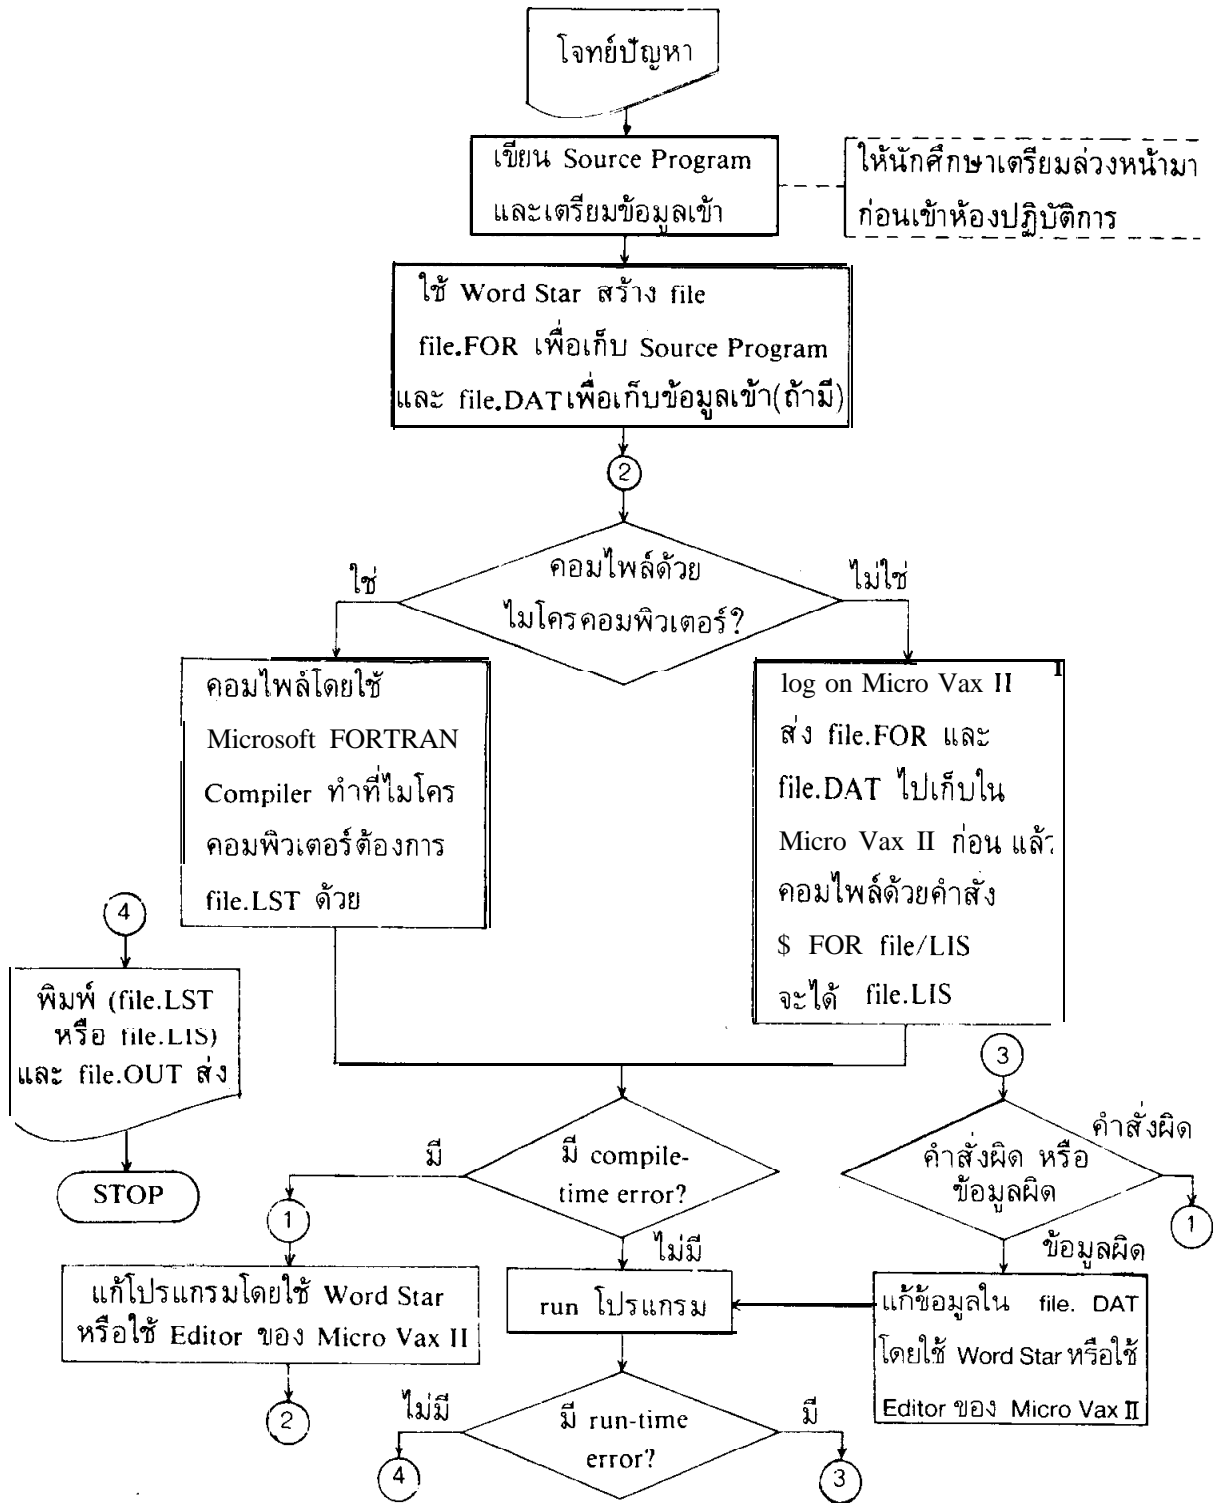 โจทย์ปัญหา
เขียน Source Program
และเตรียมข้อมูลเข้า
ให้นักศึกษาเตรียมล่วงหน้ามา
ก่อนเข้าห้องปฏิบัติการ
ใช้ Word Star สร้าง file
file.FOR เพื่อเก็บ Source Program
และ file.DAT เพื่อเก็บข้อมูลเข้า(ถ้ามี)
2
คอมไพล์ด้วย
ไมโครคอมพิวเตอร์?
ใช่
ไม่ใช่
คอมไพล์โดยใช้
Microsoft FORTRAN
Compiler ทำที่ไมโคร
คอมพิวเตอร์ต้องการ
file.LST ด้วย
log on Micro Vax II
ส่ง file.FOR และ
file.DAT ไปเก็บใน
Micro Vax II ก่อน แล้ว
คอมไพล์ด้วยคำสั่ง
$ FOR file/LIS
จะได้ file.LIS
4
พิมพ์ (file.LST
หรือ file.LIS)
และ file.OUT ส่ง
STOP
มี compile-
time error?
มี
ไม่มี
1
แก้โปรแกรมโดยใช้ Word Star
หรือใช้ Editor ของ Micro Vax II
2
run โปรแกรม
มี run-time
error?
ไม่มี
มี
4
3
3
คำสั่งผิด หรือ
ข้อมูลผิด
คำสั่งผิด
1
ข้อมูลผิด
แก้ข้อมูลใน file. DAT
โดยใช้ Word Star หรือใช้
Editor ของ Micro Vax II